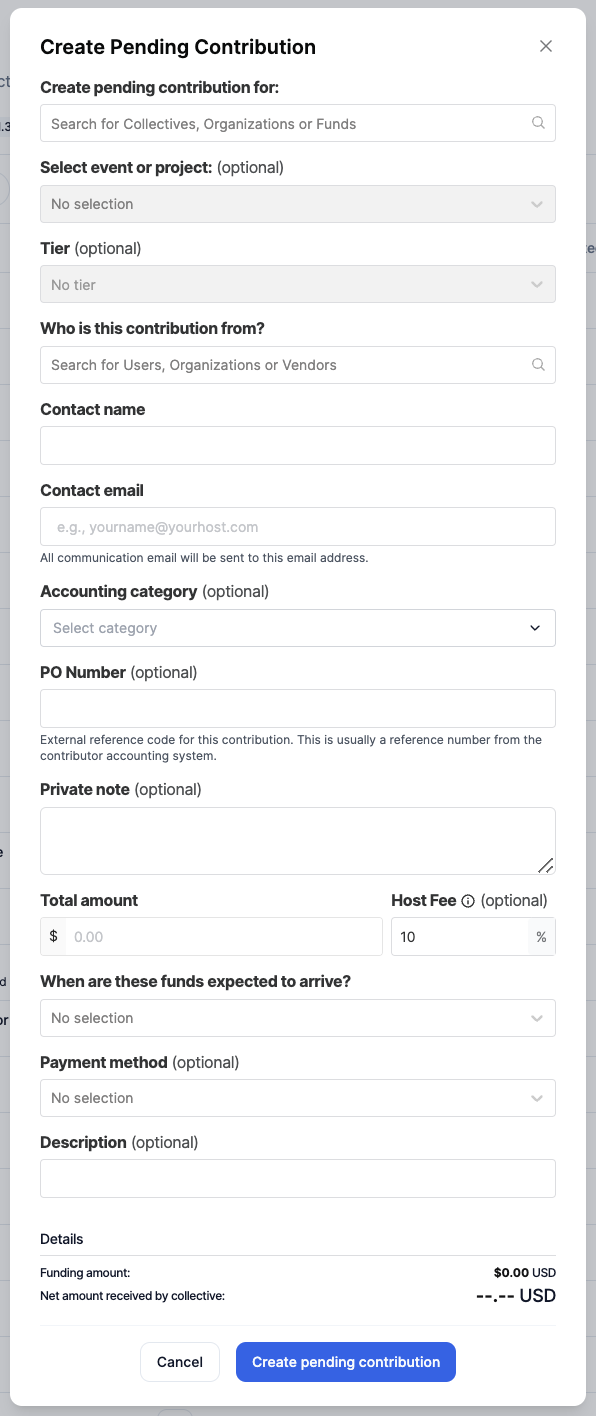 Create Pending Contribution
Create pending contribution for:
Search for Collectives, Organizations or Funds
Select event or project: (optional)
No selection
Tier (optional)
No tier
Who is this contribution from?
Search for Users, Organizations or Vendors
Contact name
Contact email
e.g., yourname@yourhost.com
All communication email will be sent to this email address.
Accounting category (optional)
Select category
PO Number (optional)
External reference code for this contribution. This is usually a reference number from the
contributor accounting system.
Private note (optional)
Total amount Host Fee (optional)
$ 0.00 10 %
When are these funds expected to arrive?
No selection
Payment method (optional)
No selection
Description (optional)
Details
Funding amount: $0.00 USD
Net amount received by collective: --.-- USD
Cancel Create pending contribution